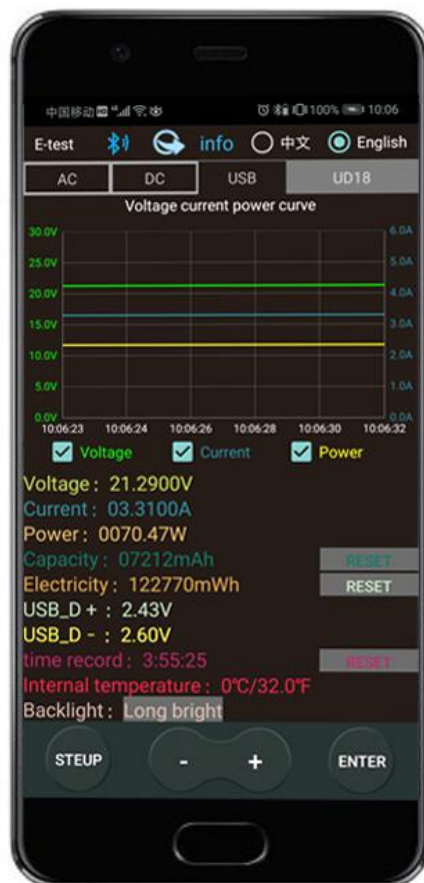 中国移动 HD 4G 100% 10:06
E-test info 中文 English
AC DC USB UD18
Voltage current power curve
30.0V 6.0A
25.0V 5.0A
20.0V 4.0A
15.0V 3.0A
10.0V 2.0A
5.0V 1.0A
0.0V 0.0A
10:06:23 10:06:24 10:06:26 10:06:28 10:06:30 10:06:32
Voltage Current Power
Voltage : 21.2900V
Current : 03.3100A
Power : 0070.47W
Capacity : 07212mAh RESET
Electricity : 122770mWh RESET
USB_D + : 2.43V
USB_D - : 2.60V
time record : 3:55:25 RESET
Internal temperature : 0℃/32.0℉
Backlight : Long bright
STEUP - + ENTER